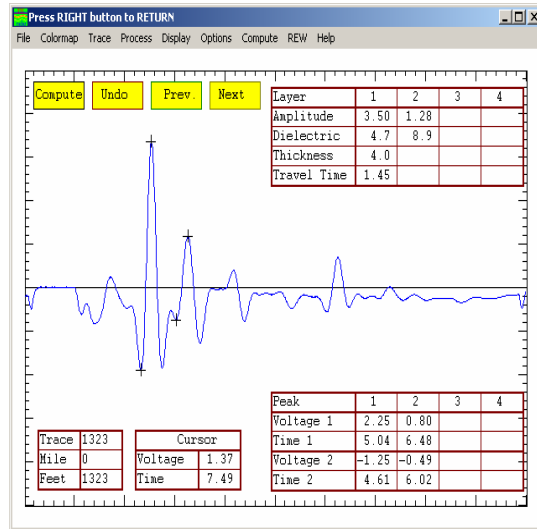 Press RIGHT button to RETURN
File Colormap Trace Process Display Options Compute REW Help
Compute Undo Prev. Next
Layer 1 2 3 4
Amplitude 3.50 1.28
Dielectric 4.7 8.9
Thickness 4.0
Travel Time 1.45
Peak 1 2 3 4
Voltage 1 2.25 0.80
Time 1 5.04 6.48
Voltage 2 -1.25 -0.49
Time 2 4.61 6.02
Trace 1323
Mile 0
Feet 1323
Cursor
Voltage 1.37
Time 7.49